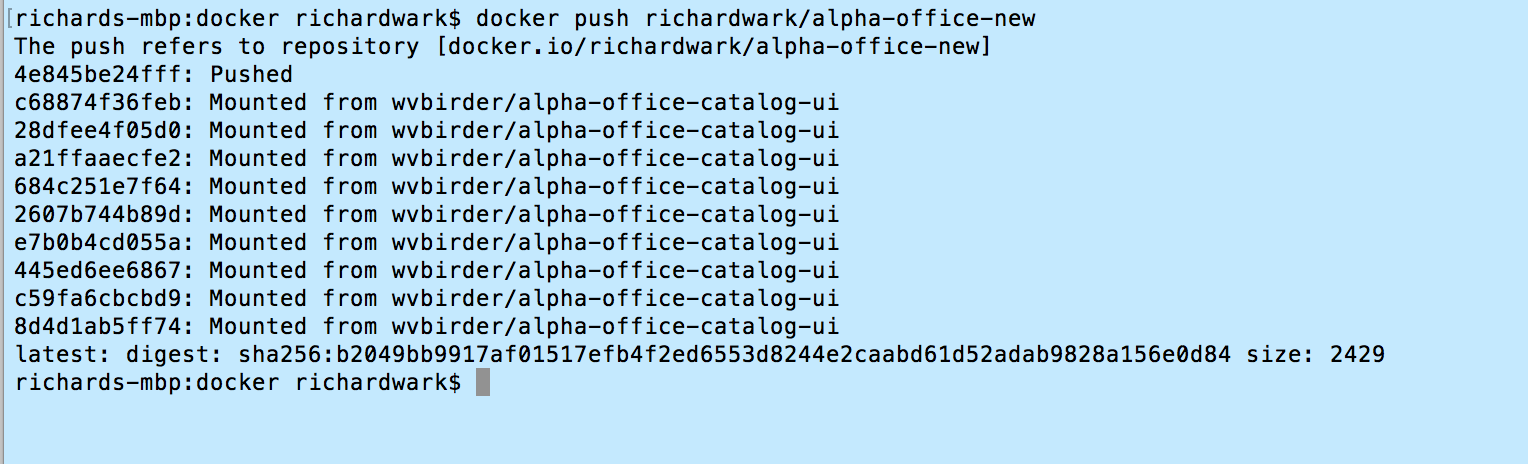 [richards-mbp:docker richardwark$ docker push richardwark/alpha-office-new
The push refers to repository [docker.io/richardwark/alpha-office-new]
4e845be24fff: Pushed
c68874f36feb: Mounted from wvbirder/alpha-office-catalog-ui
28dfee4f05d0: Mounted from wvbirder/alpha-office-catalog-ui
a21ffaaecfe2: Mounted from wvbirder/alpha-office-catalog-ui
684c251e7f64: Mounted from wvbirder/alpha-office-catalog-ui
2607b744b89d: Mounted from wvbirder/alpha-office-catalog-ui
e7b0b4cd055a: Mounted from wvbirder/alpha-office-catalog-ui
445ed6ee6867: Mounted from wvbirder/alpha-office-catalog-ui
c59fa6cbcbd9: Mounted from wvbirder/alpha-office-catalog-ui
8d4d1ab5ff74: Mounted from wvbirder/alpha-office-catalog-ui
latest: digest: sha256:b2049bb9917af01517efb4f2ed6553d8244e2caabd61d52adab9828a156e0d84 size: 2429
richards-mbp:docker richardwark$